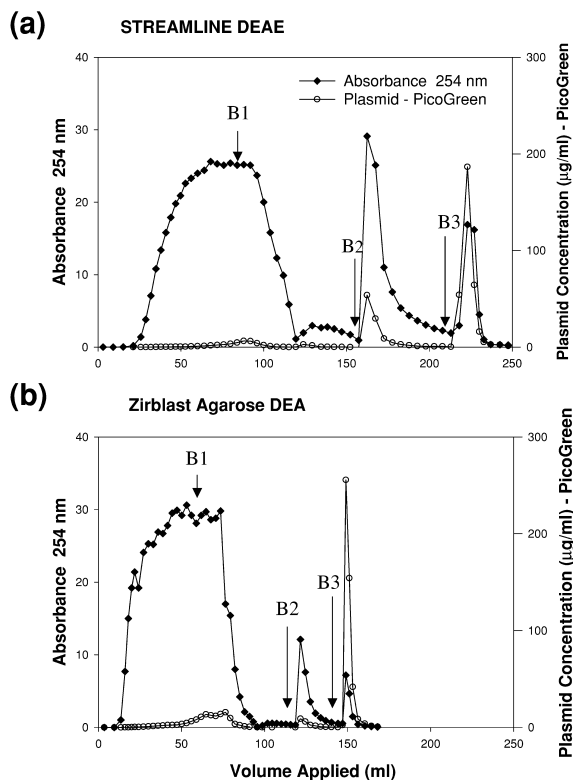 (a)
STREAMLINE DEAE
40
30
20
10
0
Absorbance 254 nm
300
200
100
0
Plasmid Concentration (µg/ml) - PicoGreen
Absorbance 254 nm
Plasmid - PicoGreen
B1
B2
B3
0 50 100 150 200 250
(b)
Zirblast Agarose DEA
40
30
20
10
0
Absorbance 254 nm
300
200
100
0
Plasmid Concentration (µg/ml) - PicoGreen
B1
B2
B3
0 50 100 150 200 250
Volume Applied (ml)